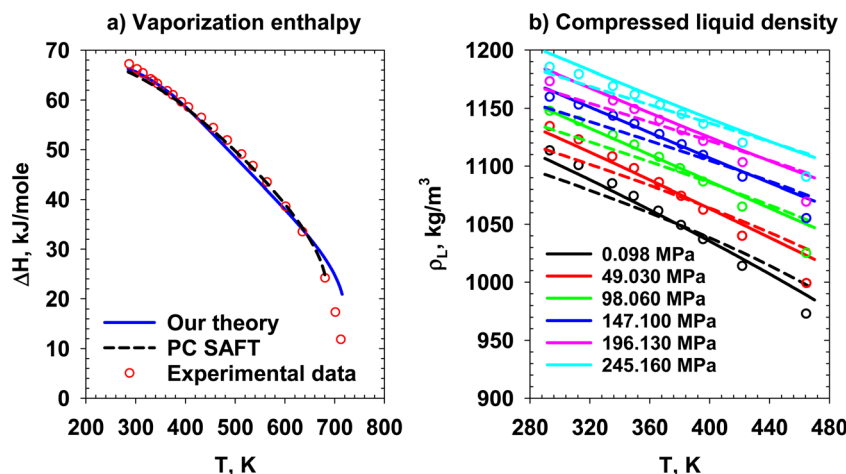 a) Vaporization enthalpy
70
60
50
40
30
20
10
0
ΔH, kJ/mole
Our theory
PC SAFT
Experimental data
200 300 400 500 600 700 800
T, K
b) Compressed liquid density
1200
1150
1100
1050
1000
950
900
ρL, kg/m³
0.098 MPa
49.030 MPa
98.060 MPa
147.100 MPa
196.130 MPa
245.160 MPa
280 320 360 400 440 480
T, K